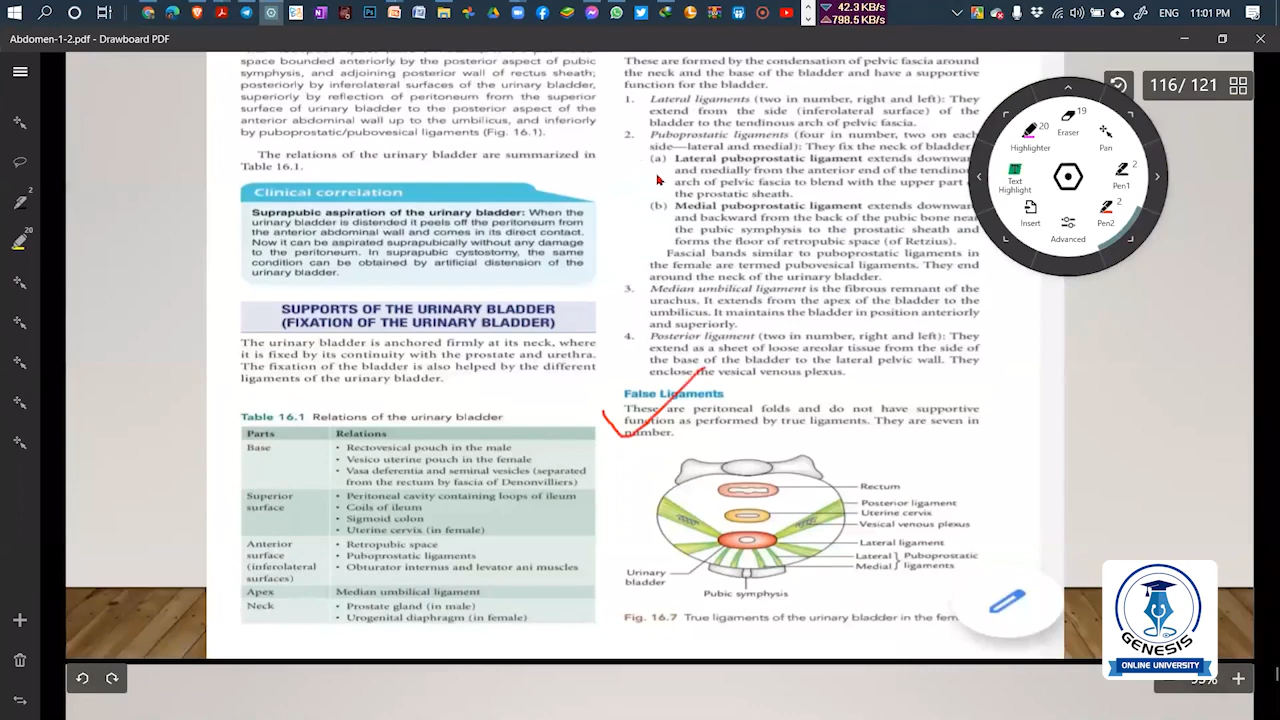 42.3 KB/s
798.5 KB/s
ENG
11:01 PM
Abdomen-1-2.pdf - Drawboard PDF
space bounded anteriorly by the posterior aspect of pubic
symphysis, and adjoining posterior wall of rectus sheath;
posteriorly by inferolateral surfaces of the urinary bladder,
superiorly by reflection of peritoneum from the superior
surface of urinary bladder to the posterior aspect of the
anterior abdominal wall up to the umbilicus, and inferiorly
by puboprostatic/pubovesical ligaments (Fig. 16.1).
The relations of the urinary bladder are summarized in
Table 16.1.
Clinical correlation
Suprapubic aspiration of the urinary bladder: When the
urinary bladder is distended it peels off the peritoneum from
the anterior abdominal wall and comes in its direct contact.
Now it can be aspirated suprapubically without any damage
to the peritoneum. In suprapubic cystostomy, the same
condition can be obtained by artificial distension of the
urinary bladder.
SUPPORTS OF THE URINARY BLADDER
(FIXATION OF THE URINARY BLADDER)
The urinary bladder is anchored firmly at its neck, where
it is fixed by its continuity with the prostate and urethra.
The fixation of the bladder is also helped by the different
ligaments of the urinary bladder.
Table 16.1 Relations of the urinary bladder
Parts Relations
Base • Rectovesical pouch in the male
• Vesico uterine pouch in the female
• Vasa deferentia and seminal vesicles (separated
from the rectum by fascia of Denonvilliers)
Superior • Peritoneal cavity containing loops of ileum
surface • Coils of ileum
• Sigmoid colon
• Uterine cervix (in female)
Anterior • Retropubic space
surface • Puboprostatic ligaments
(inferolateral • Obturator internus and levator ani muscles
surfaces)
Apex Median umbilical ligament
Neck • Prostate gland (in male)
• Urogenital diaphragm (in female)
These are formed by the condensation of pelvic fascia around
the neck and the base of the bladder and have a supportive
function for the bladder.
1. Lateral ligaments (two in number, right and left): They
extend from the side (inferolateral surface) of the
bladder to the tendinous arch of pelvic fascia.
2. Puboprostatic ligaments (four in number, two on each
side—lateral and medial): They fix the neck of bladder
(a) Lateral puboprostatic ligament extends downwar
and medially from the anterior end of the tendino
arch of pelvic fascia to blend with the upper part
the prostatic sheath.
(b) Medial puboprostatic ligament extends downwar
and backward from the back of the pubic bone nea
the pubic symphysis to the prostatic sheath and
forms the floor of retropubic space (of Retzius).
Fascial bands similar to puboprostatic ligaments in
the female are termed pubovesical ligaments. They end
around the neck of the urinary bladder.
3. Median umbilical ligament is the fibrous remnant of the
urachus. It extends from the apex of the bladder to the
umbilicus. It maintains the bladder in position anteriorly
and superiorly.
4. Posterior ligament (two in number, right and left): They
extend as a sheet of loose areolar tissue from the side of
the base of the bladder to the lateral pelvic wall. They
enclose the vesical venous plexus.
False Ligaments
These are peritoneal folds and do not have supportive
function as performed by true ligaments. They are seven in
number.
Rectum
Posterior ligament
Uterine cervix
Vesical venous plexus
Lateral ligament
Lateral } Puboprostatic
Medial } ligaments
Urinary
bladder
Pubic symphysis
Fig. 16.7 True ligaments of the urinary bladder in the fem
116/ 121
20
Highlighter
19
Eraser
Pan
Text
Highlight
2
Pen1
Insert
2
Pen2
Advanced
2
20
GENESIS
ONLINE UNIVERSITY